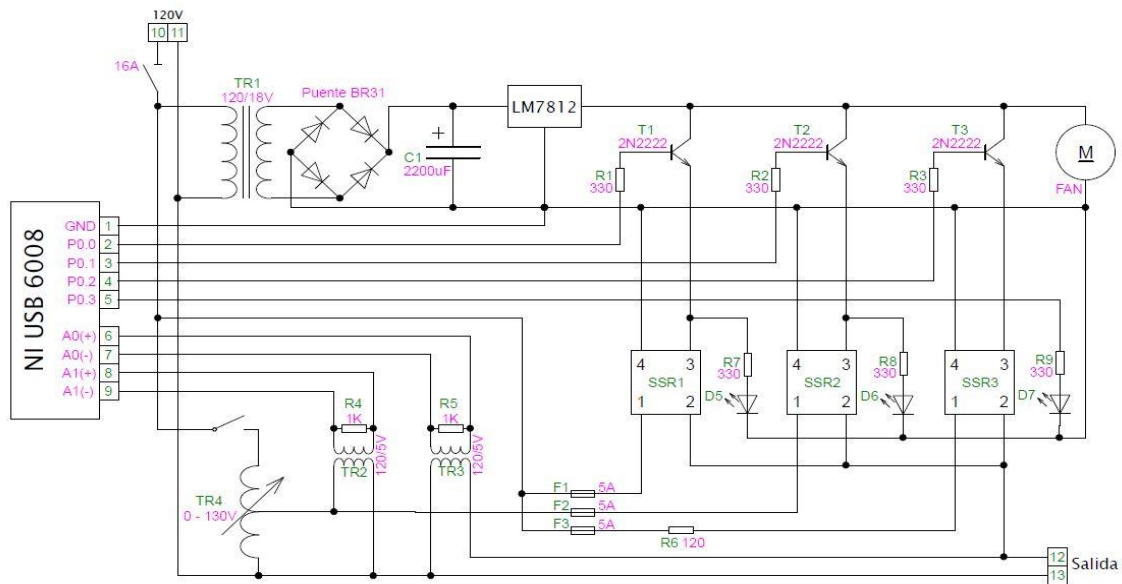 120V
10 11
16A
TR1
120/18V
Puente BR31
LM7812
+
C1
2200uF
T1
2N2222
T2
2N2222
T3
2N2222
R1
330
R2
330
R3
330
M
FAN
NI USB 6008
GND 1
P0.0 2
P0.1 3
P0.2 4
P0.3 5
A0(+) 6
A0(-) 7
A1(+) 8
A1(-) 9
4 3
SSR1
1 2
R7
330
D5
4 3
SSR2
1 2
R8
330
D6
4 3
SSR3
1 2
R9
330
D7
R4
1K
TR2
120/5V
R5
1K
TR3
120/5V
TR4
0 - 130V
F1 5A
F2 5A
F3 5A
R6 120
12
13
Salida